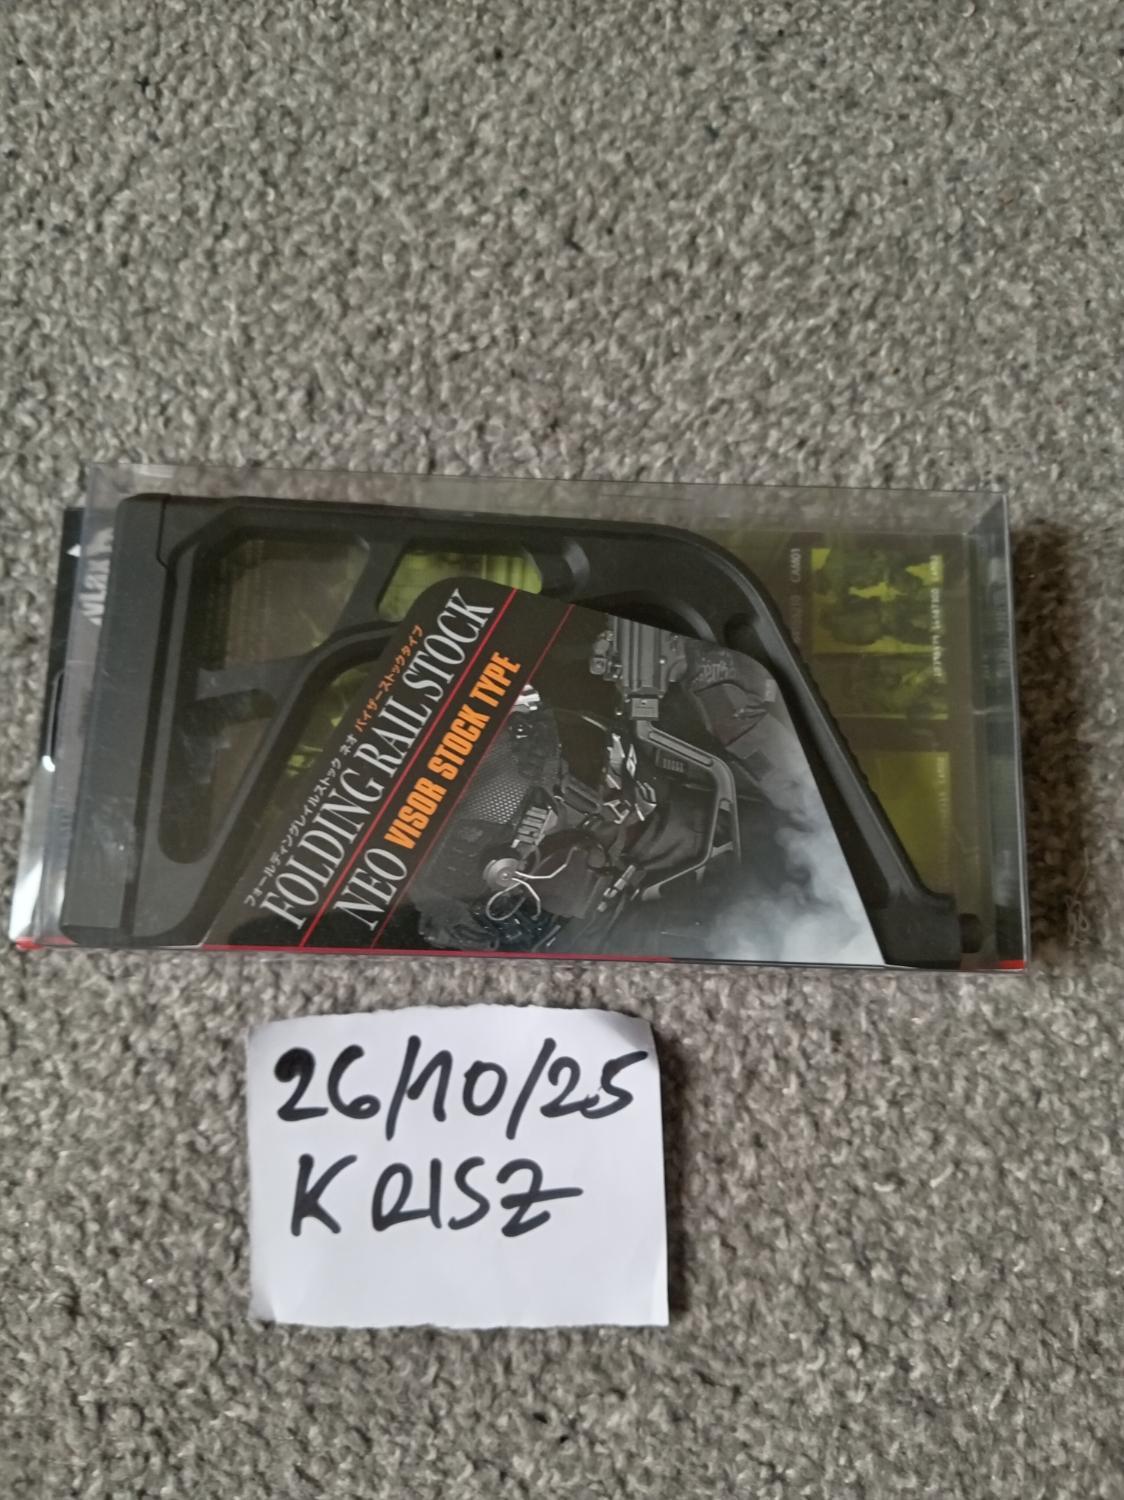 フォールディングレイルストック ネオ バイザーストックタイプ
FOLDING RAIL STOCK
NEO VISOR STOCK TYPE
26/10/25
KRISZ